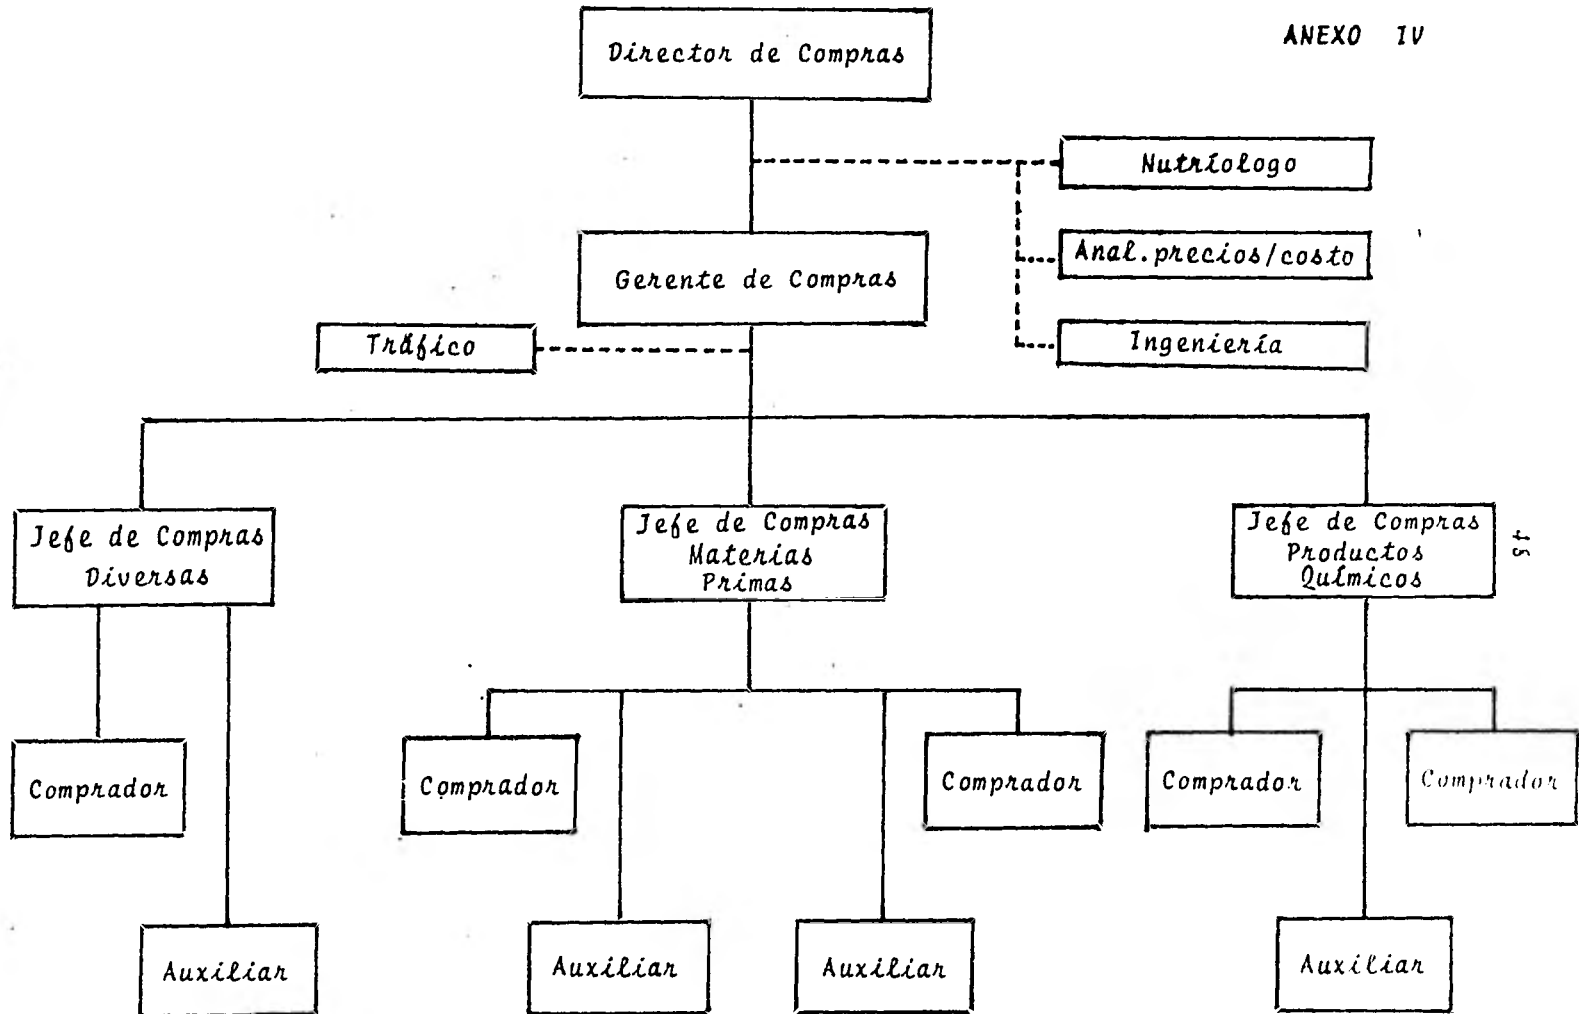 ANEXO IV
Director de Compras
Nutríologo
Anal.precios/costo
Gerente de Compras
Tráfico
Ingeniería
Jefe de Compras
Diversas
Jefe de Compras
Materias
Primas
Jefe de Compras
Productos
Químicos
45
Comprador
Comprador
Comprador
Comprador
Comprador
Auxiliar
Auxiliar
Auxiliar
Auxiliar